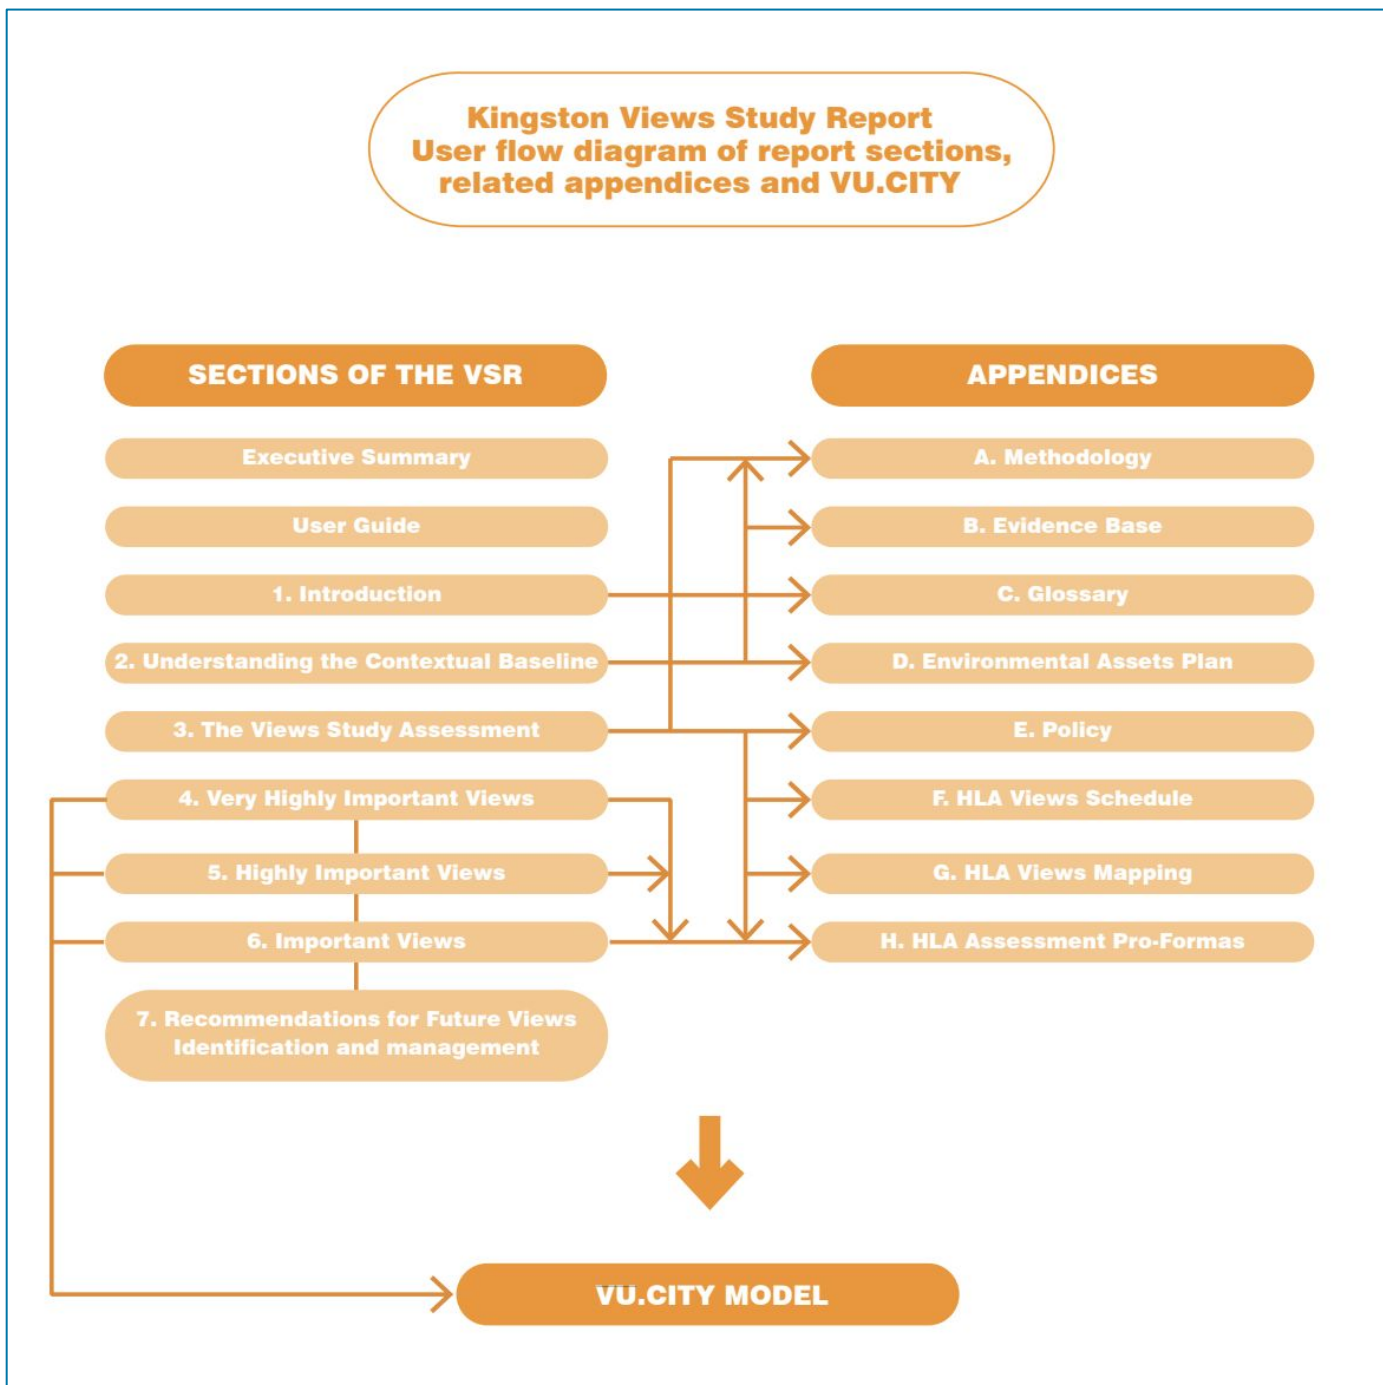 Kingston Views Study Report
User flow diagram of report sections,
related appendices and VU.CITY
SECTIONS OF THE VSR
Executive Summary
User Guide
1. Introduction
2. Understanding the Contextual Baseline
3. The Views Study Assessment
4. Very Highly Important Views
5. Highly Important Views
6. Important Views
7. Recommendations for Future Views
Identification and management
APPENDICES
A. Methodology
B. Evidence Base
C. Glossary
D. Environmental Assets Plan
E. Policy
F. HLA Views Schedule
G. HLA Views Mapping
H. HLA Assessment Pro-Formas
VU.CITY MODEL